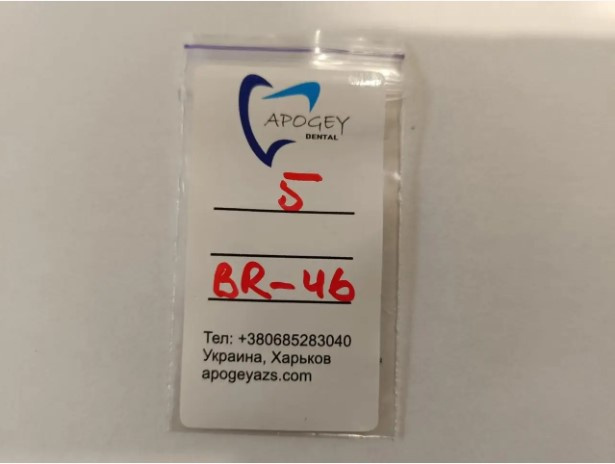 APOGEY
DENTAL
5
BR-46
Тел: +380685283040
Украина, Харьков
apogeyazs.com